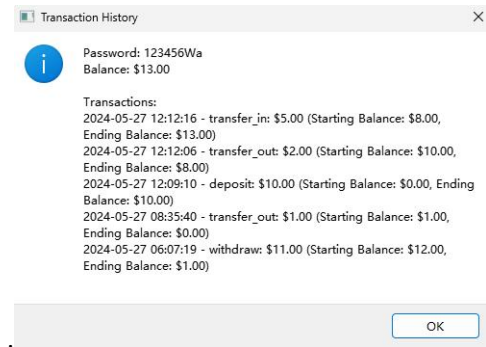 Transaction History
Password: 123456Wa
Balance: $13.00
Transactions:
2024-05-27 12:12:16 - transfer_in: $5.00 (Starting Balance: $8.00,
Ending Balance: $13.00)
2024-05-27 12:12:06 - transfer_out: $2.00 (Starting Balance: $10.00,
Ending Balance: $8.00)
2024-05-27 12:09:10 - deposit: $10.00 (Starting Balance: $0.00, Ending
Balance: $10.00)
2024-05-27 08:35:40 - transfer_out: $1.00 (Starting Balance: $1.00,
Ending Balance: $0.00)
2024-05-27 06:07:19 - withdraw: $11.00 (Starting Balance: $12.00,
Ending Balance: $1.00)
OK